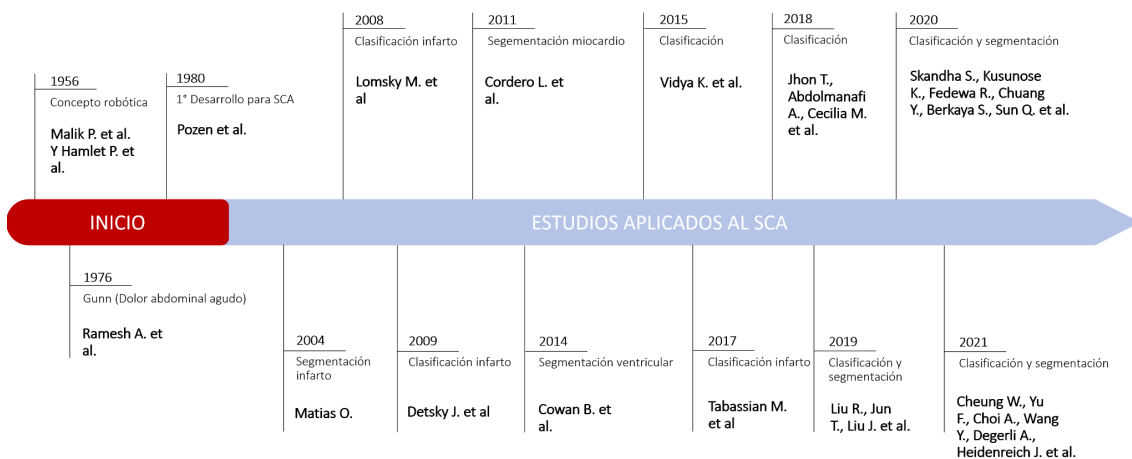 1956
Concepto robótica
Malik P. et al.
Y Hamlet P. et
al.
1980
1° Desarrollo para SCA
Pozen et al.
2008
Clasificación infarto
Lomsky M. et
al
2011
Segementación miocardio
Cordero L. et
al.
2015
Clasificación
Vidya K. et al.
2018
Clasificación
Jhon T.,
Abdolmanafi
A., Cecilia M.
et al.
2020
Clasificación y segmentación
Skandha S., Kusunose
K., Fedewa R., Chuang
Y., Berkaya S., Sun Q. et al.
INICIO
ESTUDIOS APLICADOS AL SCA
1976
Gunn (Dolor abdominal agudo)
Ramesh A. et
al.
2004
Segmentación
infarto
Matias O.
2009
Clasificación infarto
Detsky J. et al
2014
Segmentación ventricular
Cowan B. et
al.
2017
Clasificación infarto
Tabassian M.
et al
2019
Clasificación y
segmentación
Liu R., Jun
T., Liu J. et al.
2021
Clasificación y segmentación
Cheung W., Yu
F., Choi A., Wang
Y., Degerli A.,
Heidenreich J. et al.